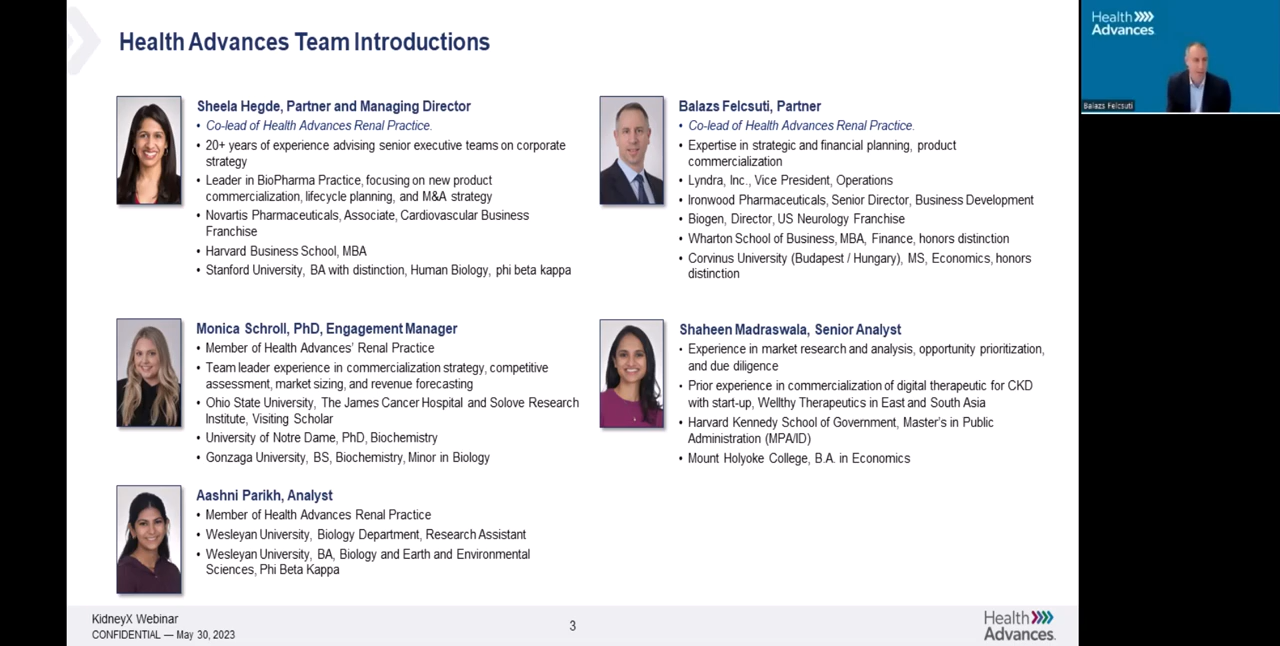 Health Advances Team Introductions
Sheela Hegde, Partner and Managing Director
• Co-lead of Health Advances Renal Practice.
• 20+ years of experience advising senior executive teams on corporate
strategy
• Leader in BioPharma Practice, focusing on new product
commercialization, lifecycle planning, and M&A strategy
• Novartis Pharmaceuticals, Associate, Cardiovascular Business
Franchise
• Harvard Business School, MBA
• Stanford University, BA with distinction, Human Biology, phi beta kappa
Balazs Felcsuti, Partner
• Co-lead of Health Advances Renal Practice.
• Expertise in strategic and financial planning, product
commercialization
• Lyndra, Inc., Vice President, Operations
• Ironwood Pharmaceuticals, Senior Director, Business Development
• Biogen, Director, US Neurology Franchise
• Wharton School of Business, MBA, Finance, honors distinction
• Corvinus University (Budapest / Hungary), MS, Economics, honors
distinction
Monica Schroll, PhD, Engagement Manager
• Member of Health Advances' Renal Practice
• Team leader experience in commercialization strategy, competitive
assessment, market sizing, and revenue forecasting
• Ohio State University, The James Cancer Hospital and Solove Research
Institute, Visiting Scholar
• University of Notre Dame, PhD, Biochemistry
• Gonzaga University, BS, Biochemistry, Minor in Biology
Shaheen Madraswala, Senior Analyst
• Experience in market research and analysis, opportunity prioritization,
and due diligence
• Prior experience in commercialization of digital therapeutic for CKD
with start-up, Wellthy Therapeutics in East and South Asia
• Harvard Kennedy School of Government, Master's in Public
Administration (MPA/ID)
• Mount Holyoke College, B.A. in Economics
Aashni Parikh, Analyst
• Member of Health Advances Renal Practice
• Wesleyan University, Biology Department, Research Assistant
• Wesleyan University, BA, Biology and Earth and Environmental
Sciences, Phi Beta Kappa
KidneyX Webinar
CONFIDENTIAL — May 30, 2023
3
Health
Advances
Health
Advances
Balazs Felcsuti